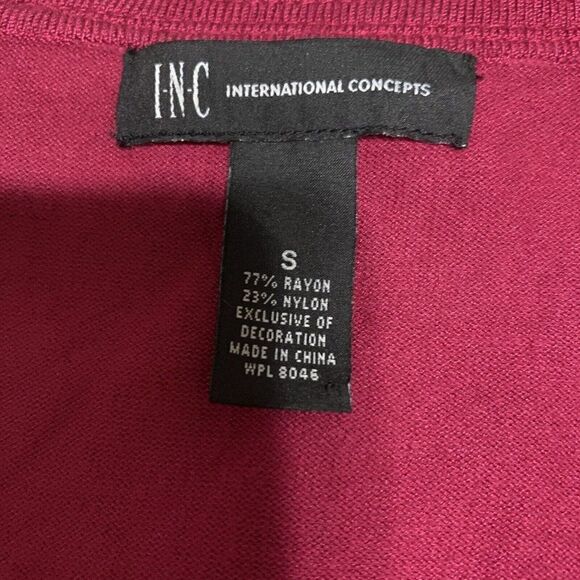 I·N·C INTERNATIONAL CONCEPTS
S
77% RAYON
23% NYLON
EXCLUSIVE OF
DECORATION
MADE IN CHINA
WPL 8046